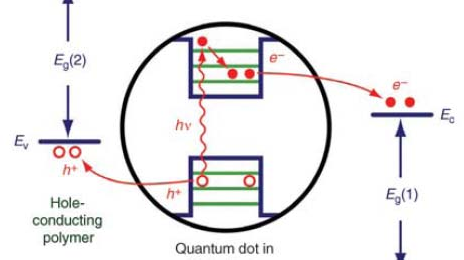 E_g(2)
e⁻
e⁻
hν
E_v
E_c
h⁺
h⁺
E_g(1)
Hole-
conducting
polymer
Quantum dot in